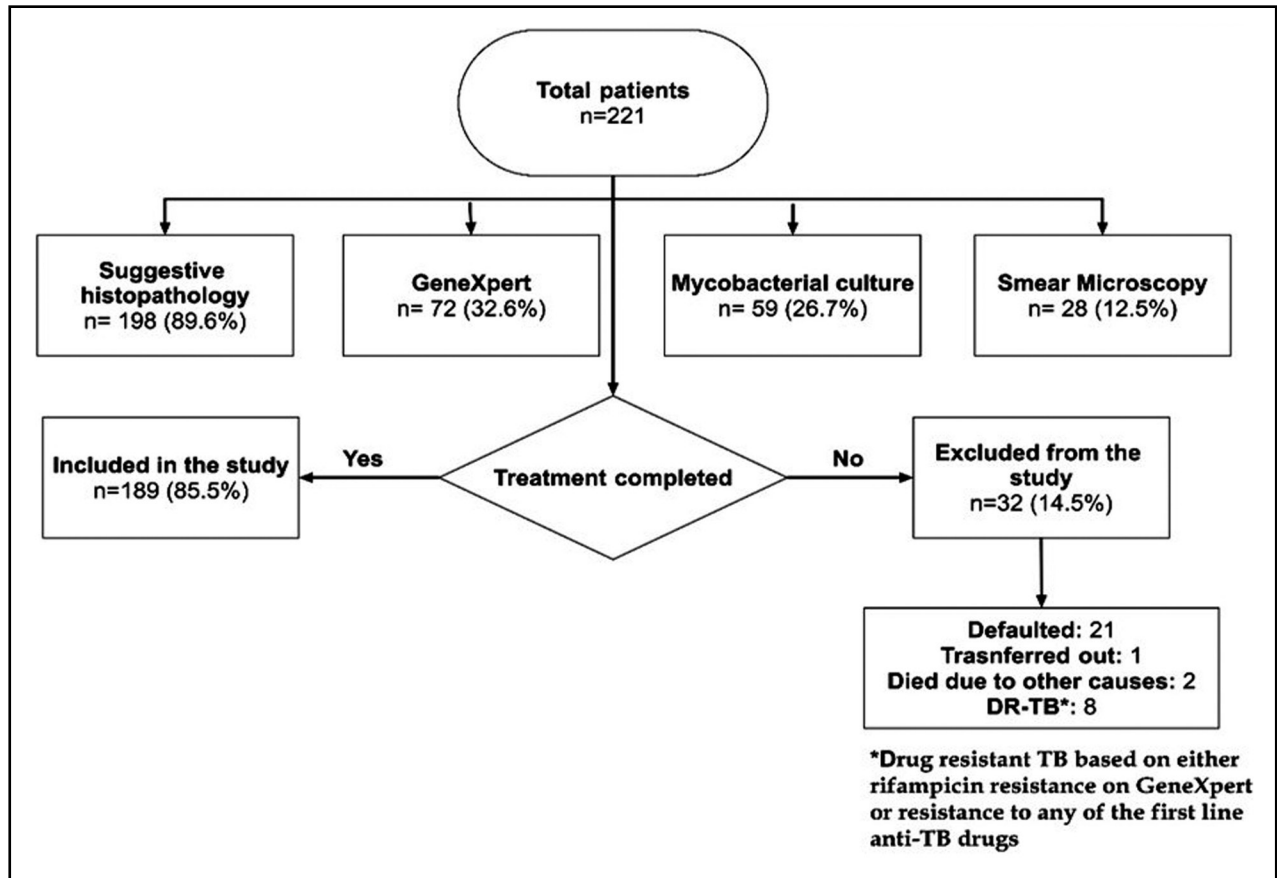 Total patients
n=221
Suggestive
histopathology
n= 198 (89.6%)
GeneXpert
n= 72 (32.6%)
Mycobacterial culture
n= 59 (26.7%)
Smear Microscopy
n= 28 (12.5%)
Included in the study
n=189 (85.5%)
Yes
Treatment completed
No
Excluded from the
study
n=32 (14.5%)
Defaulted: 21
Trasnferred out: 1
Died due to other causes: 2
DR-TB*: 8
*Drug resistant TB based on either
rifampicin resistance on GeneXpert
or resistance to any of the first line
anti-TB drugs